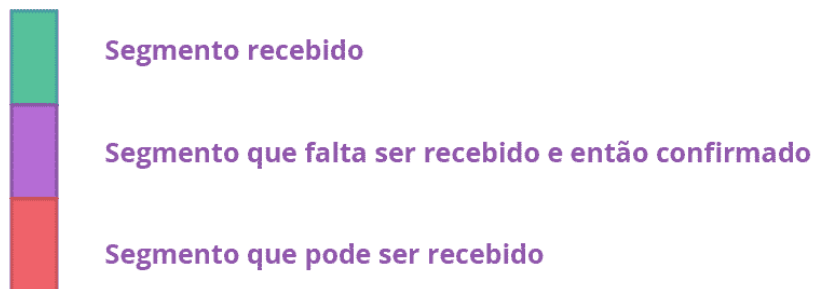 Segmento recebido
Segmento que falta ser recebido e então confirmado
Segmento que pode ser recebido